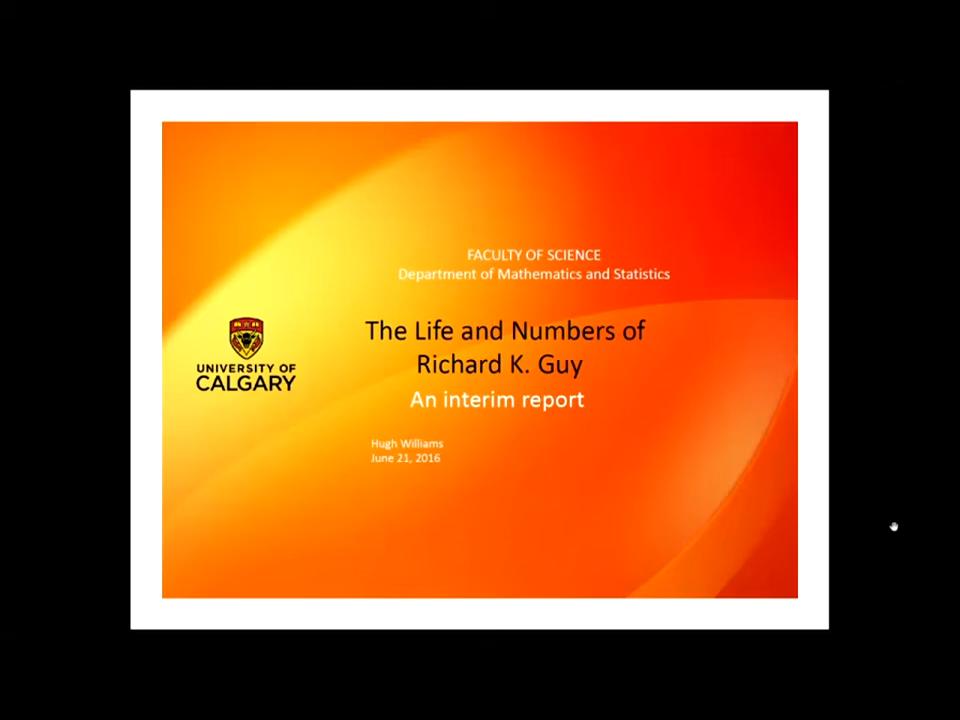 FACULTY OF SCIENCE
Department of Mathematics and Statistics
The Life and Numbers of
Richard K. Guy
An interim report
UNIVERSITY OF
CALGARY
Hugh Williams
June 21, 2016